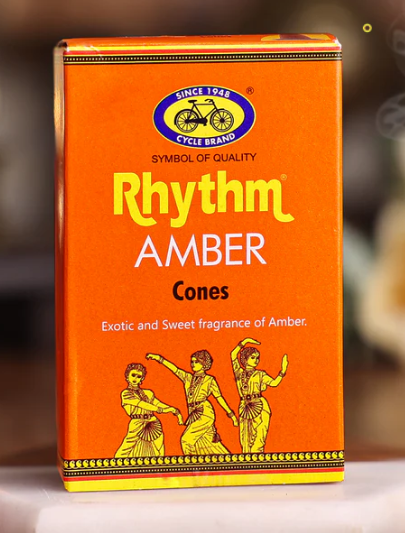 SINCE 1948
®
CYCLE BRAND
SYMBOL OF QUALITY
Rhythm®
AMBER
Cones
Exotic and Sweet fragrance of Amber.